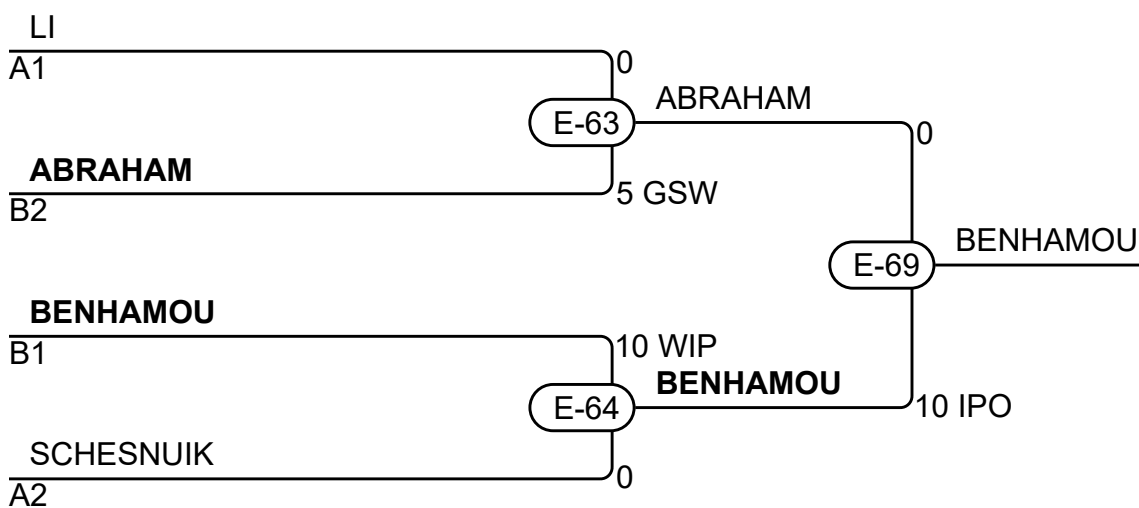 LI
A1
0
E-63
ABRAHAM
0
ABRAHAM
B2
5 GSW
E-69
BENHAMOU
BENHAMOU
B1
10 WIP
E-64
BENHAMOU
10 IPO
SCHESNUIK
A2
0